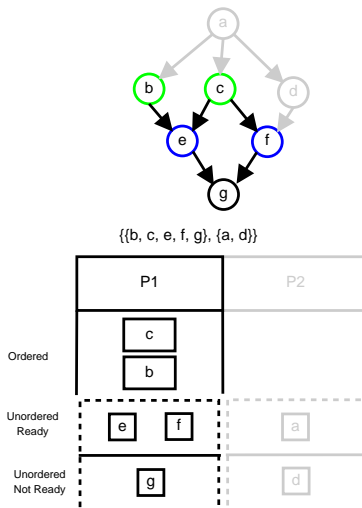 a
b
c
d
e
f
g
{{b, c, e, f, g}, {a, d}}
P1 P2
c
Ordered
b
Unordered
Ready
e f a
Unordered
Not Ready
g d